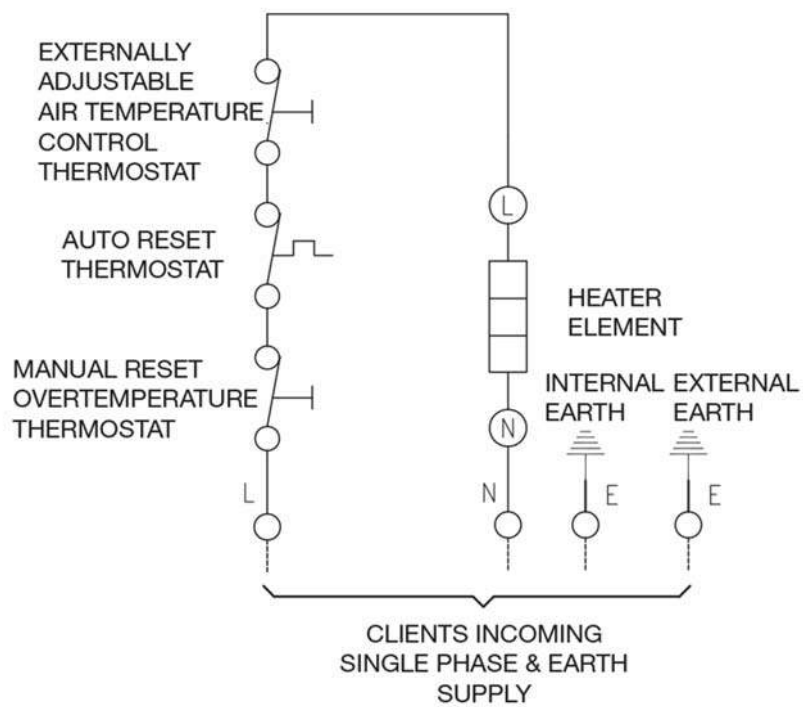 EXTERNALLY
ADJUSTABLE
AIR TEMPERATURE
CONTROL
THERMOSTAT
L
AUTO RESET
THERMOSTAT
HEATER
ELEMENT
MANUAL RESET
OVERTEMPERATURE
THERMOSTAT
INTERNAL
EARTH
EXTERNAL
EARTH
N
L
N
E
E
CLIENTS INCOMING
SINGLE PHASE & EARTH
SUPPLY